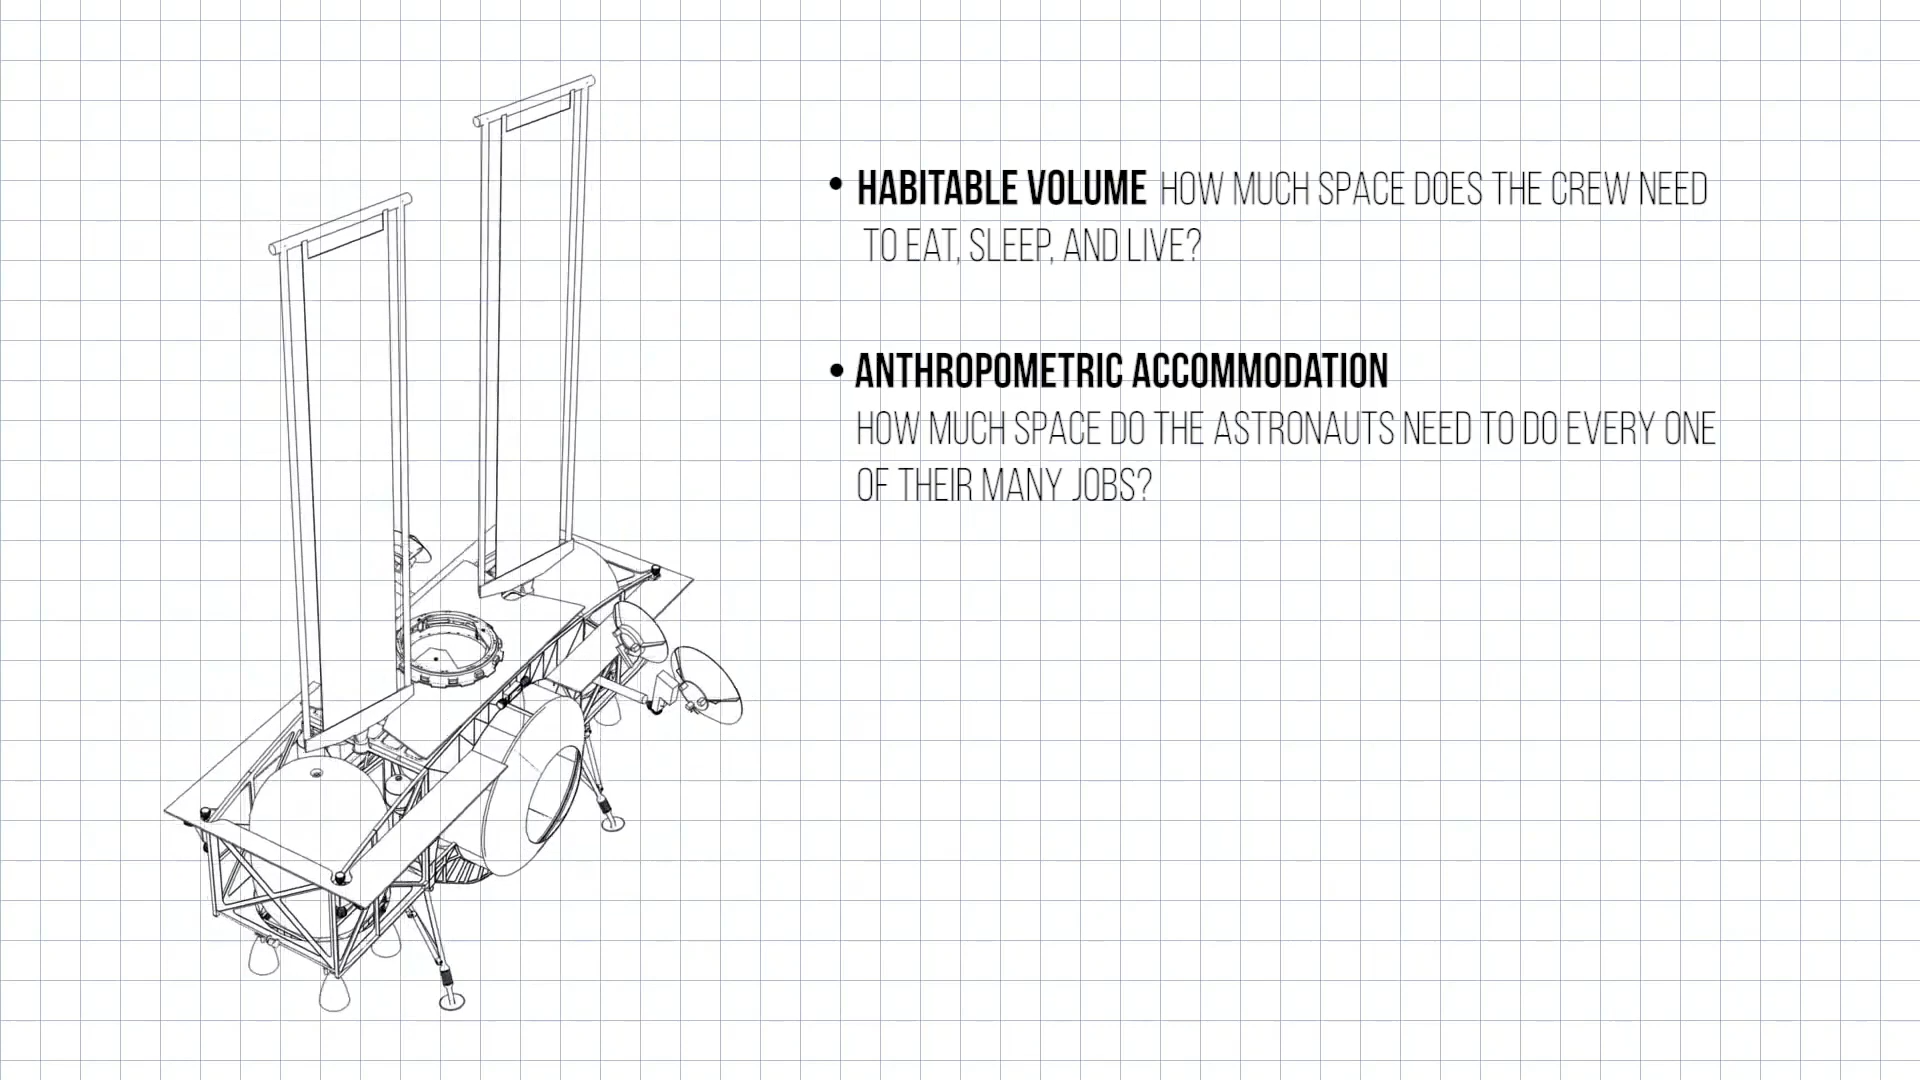 • HABITABLE VOLUME HOW MUCH SPACE DOES THE CREW NEED
TO EAT, SLEEP, AND LIVE?
• ANTHROPOMETRIC ACCOMMODATION
HOW MUCH SPACE DO THE ASTRONAUTS NEED TO DO EVERY ONE
OF THEIR MANY JOBS?